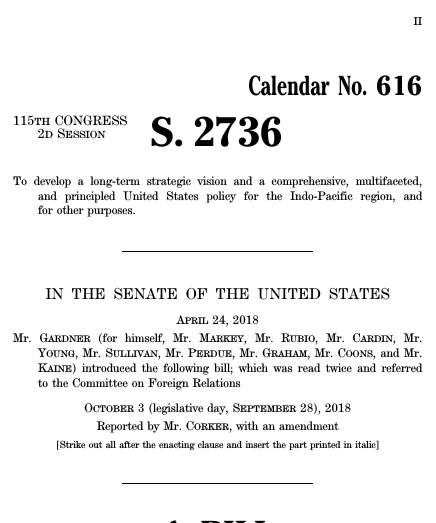 II
Calendar No. 616
115TH CONGRESS
2D SESSION
S. 2736
To develop a long-term strategic vision and a comprehensive, multifaceted,
and principled United States policy for the Indo-Pacific region, and
for other purposes.
IN THE SENATE OF THE UNITED STATES
APRIL 24, 2018
Mr. GARDNER (for himself, Mr. MARKEY, Mr. RUBIO, Mr. CARDIN, Mr.
YOUNG, Mr. SULLIVAN, Mr. PERDUE, Mr. GRAHAM, Mr. COONS, and Mr.
KAINE) introduced the following bill; which was read twice and referred
to the Committee on Foreign Relations
OCTOBER 3 (legislative day, SEPTEMBER 28), 2018
Reported by Mr. CORKER, with an amendment
[Strike out all after the enacting clause and insert the part printed in italic]